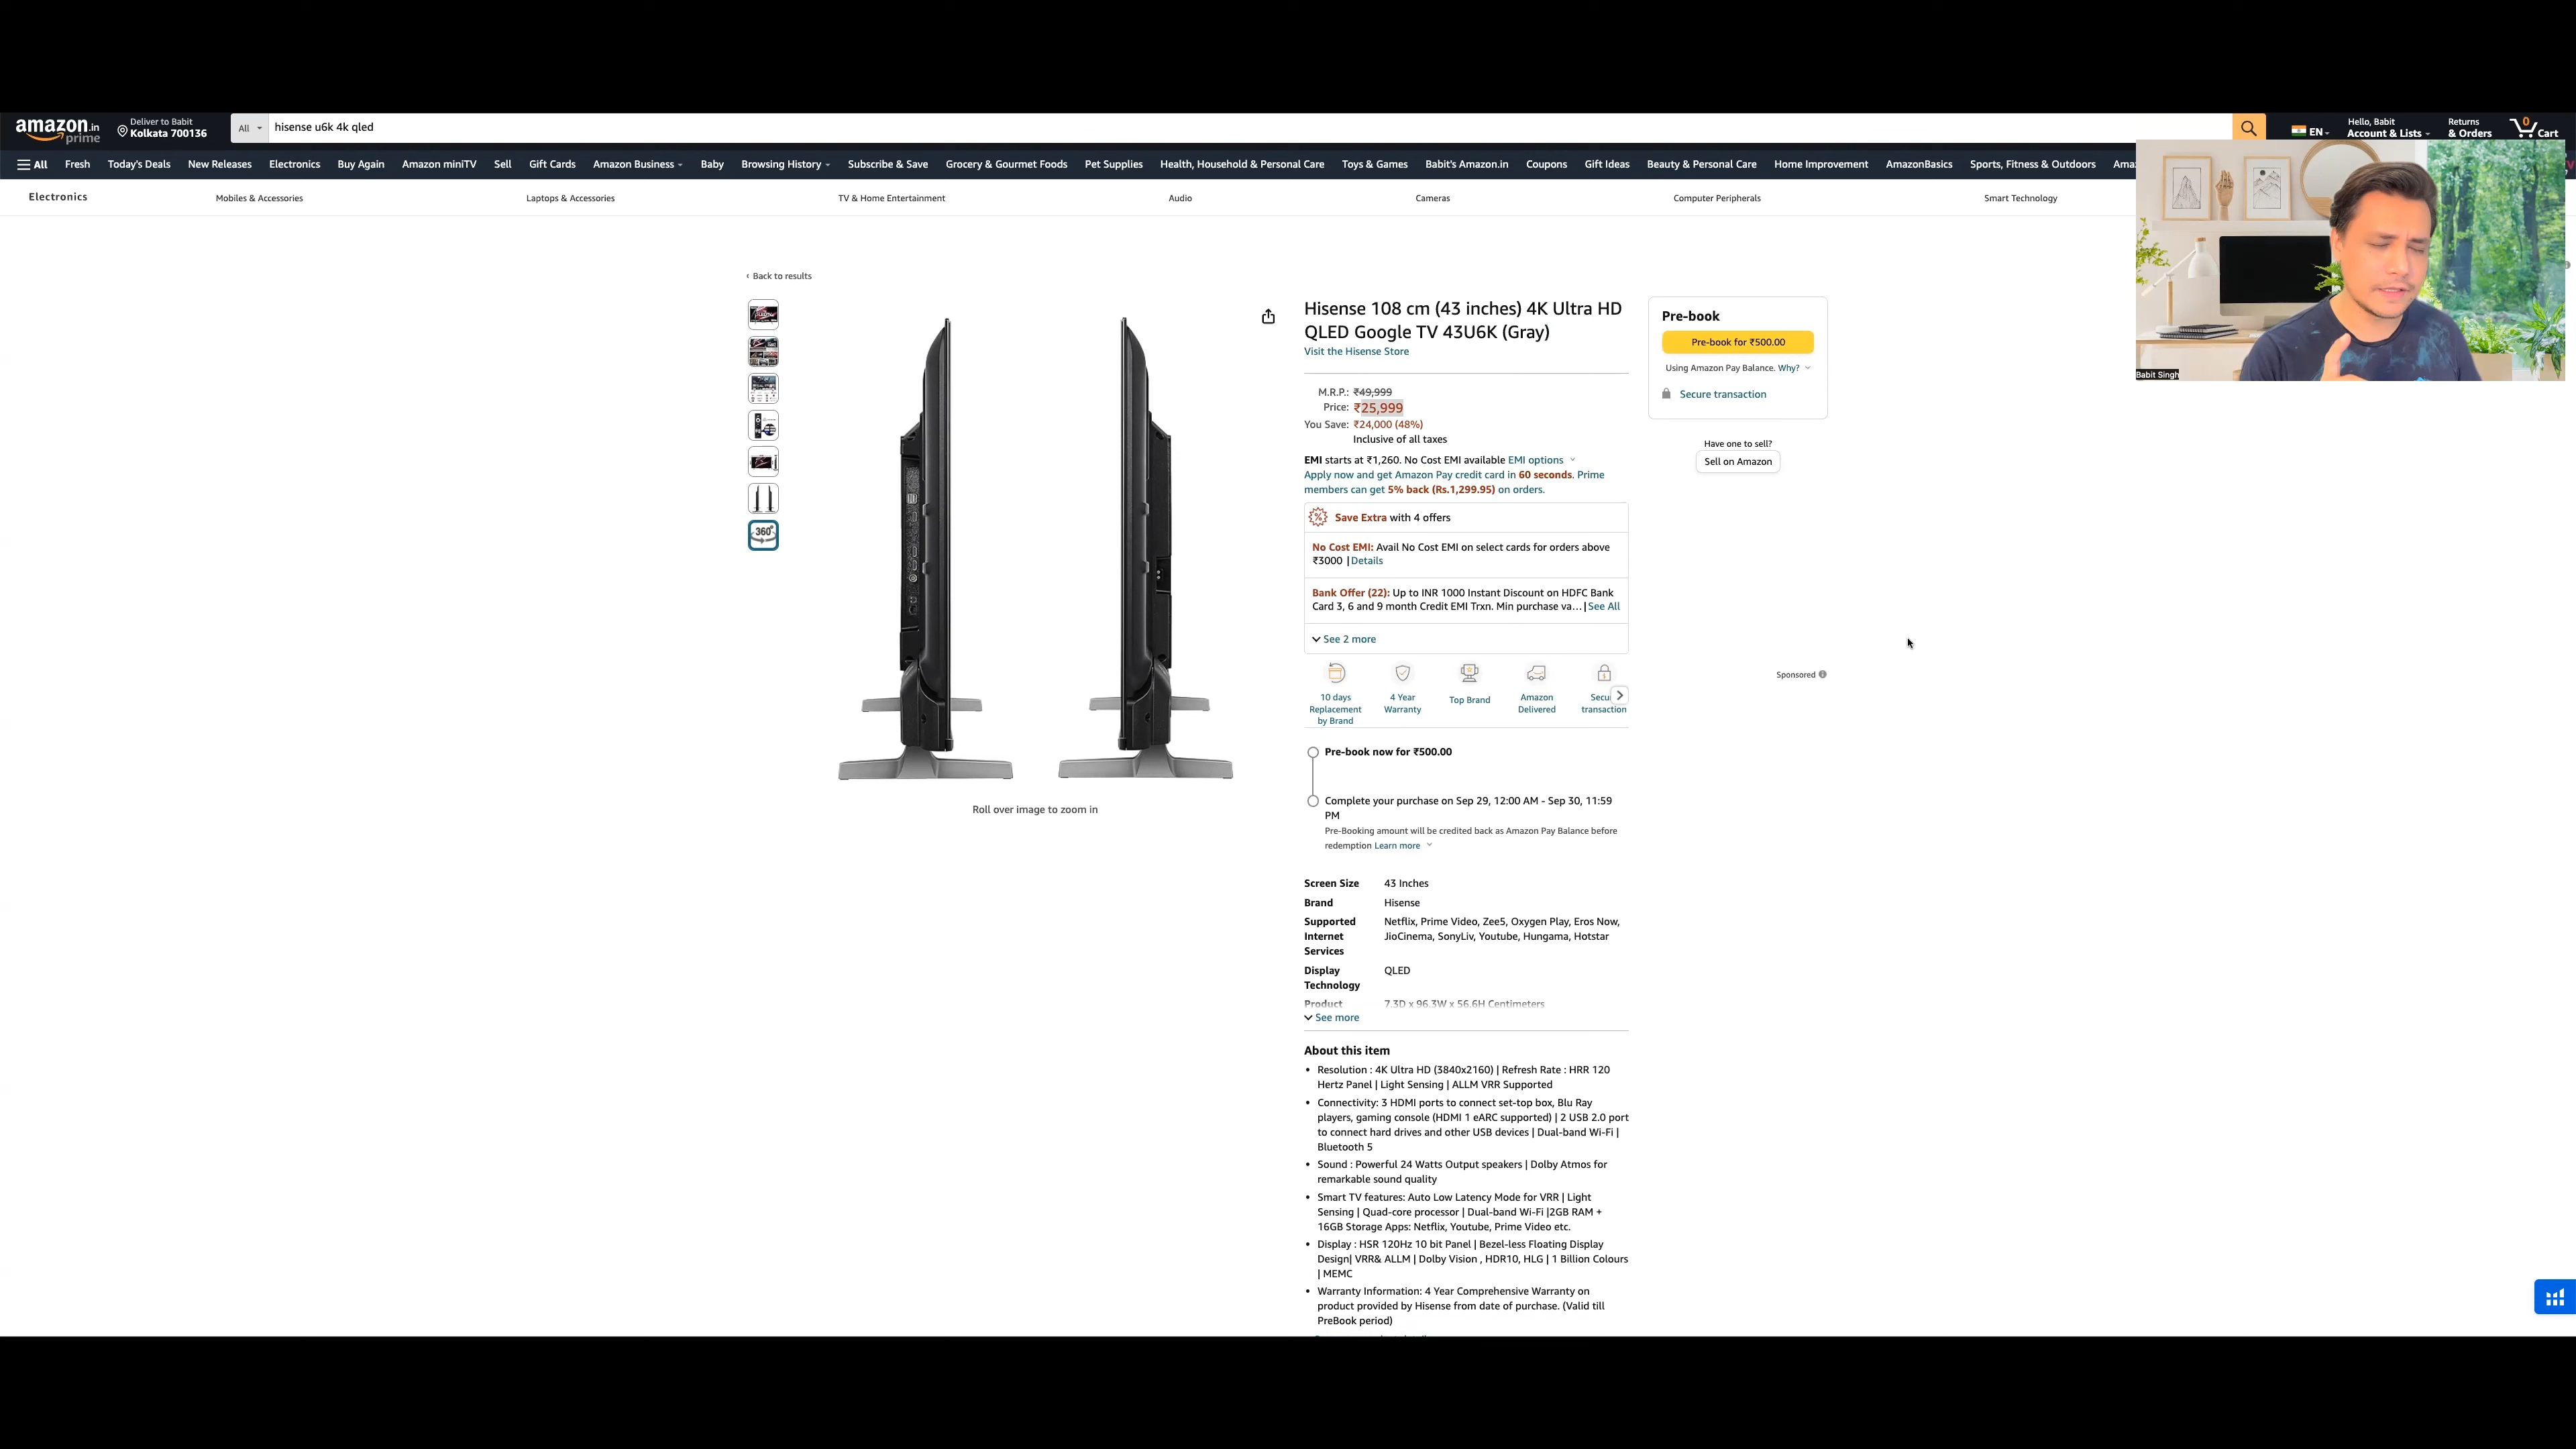 amazon.in
prime
Deliver to Babit
Kolkata 700136
All
hisense u6k 4k qled
EN
Hello, Babit
Account & Lists
Returns
& Orders
0
Cart
All
Fresh
Today's Deals
New Releases
Electronics
Buy Again
Amazon miniTV
Sell
Gift Cards
Amazon Business
Baby
Browsing History
Subscribe & Save
Grocery & Gourmet Foods
Pet Supplies
Health, Household & Personal Care
Toys & Games
Babit's Amazon.in
Coupons
Gift Ideas
Beauty & Personal Care
Home Improvement
AmazonBasics
Sports, Fitness & Outdoors
Electronics
Mobiles & Accessories
Laptops & Accessories
TV & Home Entertainment
Audio
Cameras
Computer Peripherals
Smart Technology
Babit Singh
‹ Back to results
360°
Roll over image to zoom in
Hisense 108 cm (43 inches) 4K Ultra HD
QLED Google TV 43U6K (Gray)
Visit the Hisense Store
M.R.P.: ₹49,999
Price: ₹25,999
You Save: ₹24,000 (48%)
Inclusive of all taxes
EMI starts at ₹1,260. No Cost EMI available EMI options
Apply now and get Amazon Pay credit card in 60 seconds. Prime
members can get 5% back (Rs.1,299.95) on orders.
Save Extra with 4 offers
No Cost EMI: Avail No Cost EMI on select cards for orders above
₹3000 | Details
Bank Offer (22): Up to INR 1000 Instant Discount on HDFC Bank
Card 3, 6 and 9 month Credit EMI Trxn. Min purchase va… | See All
See 2 more
10 days
Replacement
by Brand
4 Year
Warranty
Top Brand
Amazon
Delivered
transaction
Pre-book now for ₹500.00
Complete your purchase on Sep 29, 12:00 AM - Sep 30, 11:59
PM
Pre-Booking amount will be credited back as Amazon Pay Balance before
redemption Learn more
Screen Size 43 Inches
Brand Hisense
Supported Netflix, Prime Video, Zee5, Oxygen Play, Eros Now,
Internet JioCinema, SonyLiv, Youtube, Hungama, Hotstar
Services
Display QLED
Technology
Product 7.3D x 96.3W x 56.6H Centimeters
See more
About this item
• Resolution : 4K Ultra HD (3840x2160) | Refresh Rate : HRR 120
Hertz Panel | Light Sensing | ALLM VRR Supported
• Connectivity: 3 HDMI ports to connect set-top box, Blu Ray
players, gaming console (HDMI 1 eARC supported) | 2 USB 2.0 port
to connect hard drives and other USB devices | Dual-band Wi-Fi |
Bluetooth 5
• Sound : Powerful 24 Watts Output speakers | Dolby Atmos for
remarkable sound quality
• Smart TV features: Auto Low Latency Mode for VRR | Light
Sensing | Quad-core processor | Dual-band Wi-Fi |2GB RAM +
16GB Storage Apps: Netflix, Youtube, Prime Video etc.
• Display : HSR 120Hz 10 bit Panel | Bezel-less Floating Display
Design| VRR& ALLM | Dolby Vision , HDR10, HLG | 1 Billion Colours
| MEMC
• Warranty Information: 4 Year Comprehensive Warranty on
product provided by Hisense from date of purchase. (Valid till
PreBook period)
Pre-book
Pre-book for ₹500.00
Using Amazon Pay Balance. Why?
Secure transaction
Have one to sell?
Sell on Amazon
Sponsored